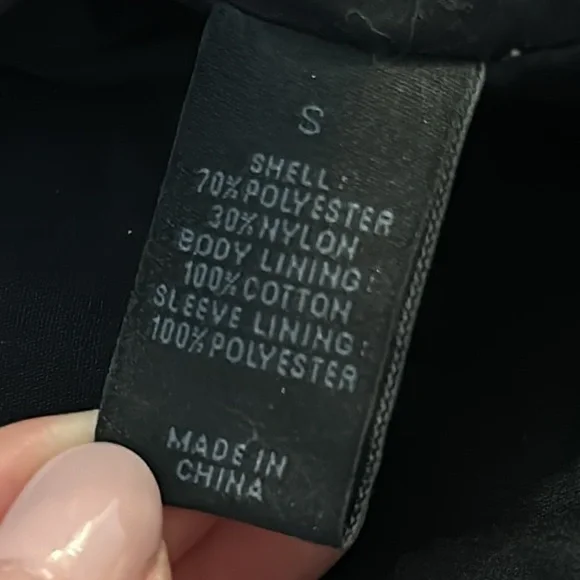 S
SHELL:
70%POLYESTER
30%NYLON
BODY LINING:
100%COTTON
SLEEVE LINING:
100%POLYESTER
MADE IN
CHINA